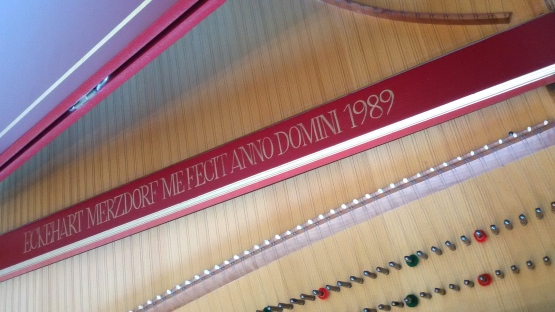 ECKEHART MERZDORF ME FECIT ANNO DOMINI 1989